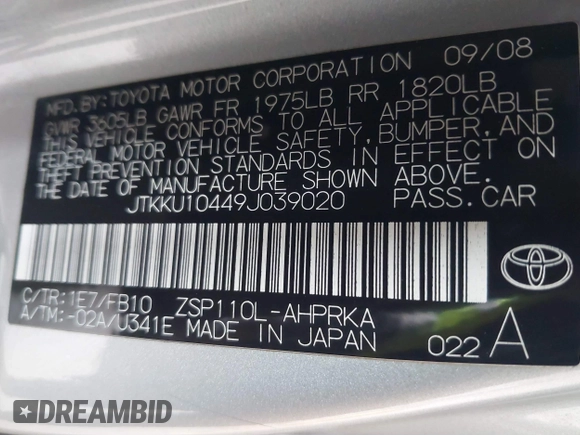 MFD.BY:TOYOTA MOTOR CORPORATION 09/08
GVWR 3605LB GAWR FR 1975LB RR 1820LB
THIS VEHICLE CONFORMS TO ALL APPLICABLE
FEDERAL MOTOR VEHICLE SAFETY,BUMPER,AND
THEFT PREVENTION STANDARDS IN EFFECT ON
THE DATE OF MANUFACTURE SHOWN ABOVE.
JTKKU10449J039020 PASS.CAR
C/TR:1E7/FB10 ZSP110L-AHPRKA
A/TM:-02A/U341E MADE IN JAPAN 022 A
DREAMBID